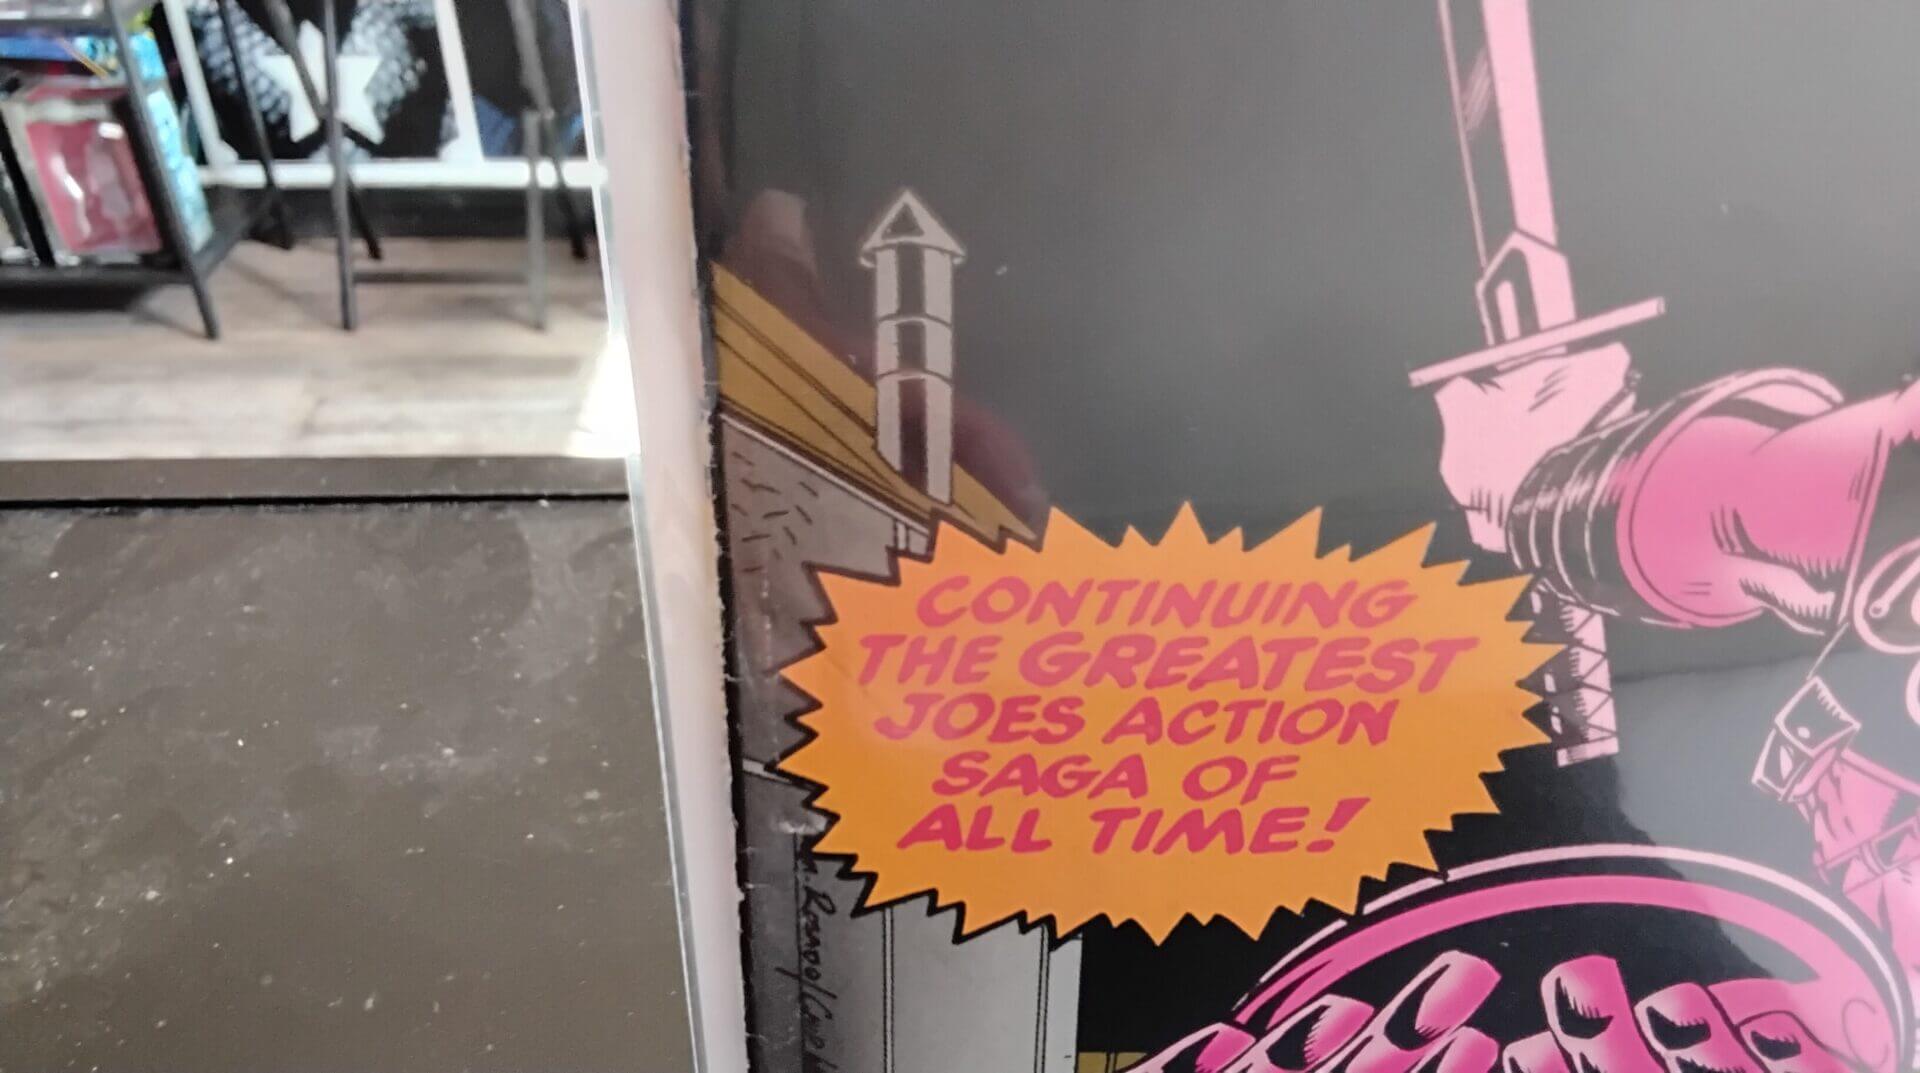 CONTINUING
THE GREATEST
JOES ACTION
SAGA OF
ALL TIME!